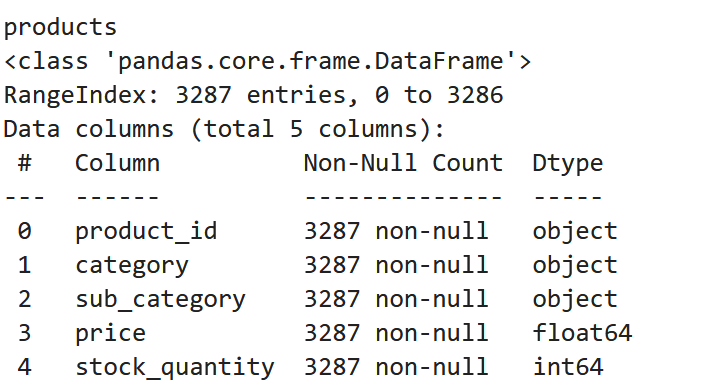 products
<class 'pandas.core.frame.DataFrame'>
RangeIndex: 3287 entries, 0 to 3286
Data columns (total 5 columns):
 #   Column          Non-Null Count  Dtype
---  ------          --------------  -----
 0   product_id      3287 non-null   object
 1   category        3287 non-null   object
 2   sub_category    3287 non-null   object
 3   price           3287 non-null   float64
 4   stock_quantity  3287 non-null   int64